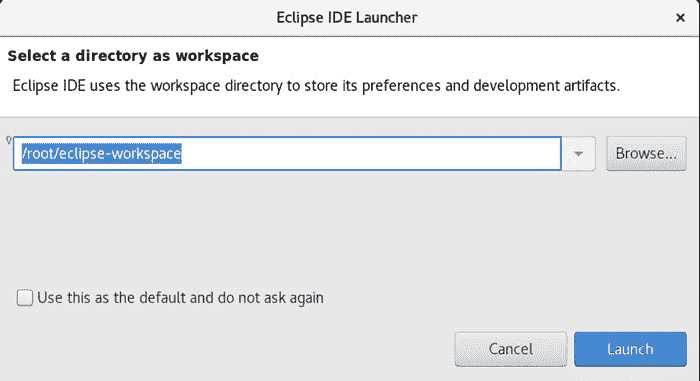 Eclipse IDE Launcher
Select a directory as workspace
Eclipse IDE uses the workspace directory to store its preferences and development artifacts.
/root/eclipse-workspace
Browse...
Use this as the default and do not ask again
Cancel
Launch